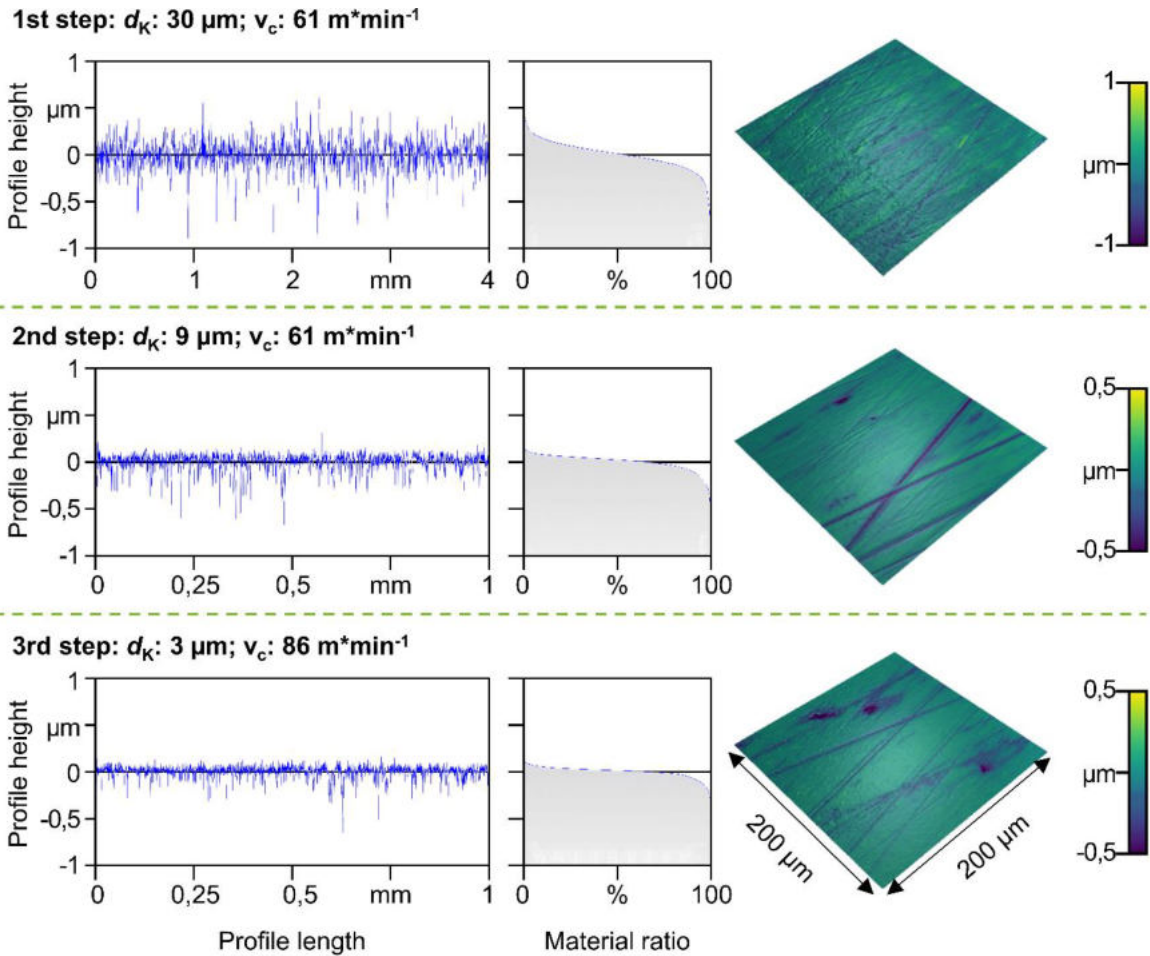 1st step: dK: 30 µm; vc: 61 m*min-1
Profile height
1
µm
0
-0,5
-1
0 1 2 mm 4
0 % 100
1
µm
-1
2nd step: dK: 9 µm; vc: 61 m*min-1
Profile height
1
µm
0
-0,5
-1
0 0,25 0,5 mm 1
0 % 100
0,5
µm
-0,5
3rd step: dK: 3 µm; vc: 86 m*min-1
Profile height
1
µm
0
-0,5
-1
0 0,25 0,5 mm 1
0 % 100
200 µm
200 µm
0,5
µm
-0,5
Profile length
Material ratio